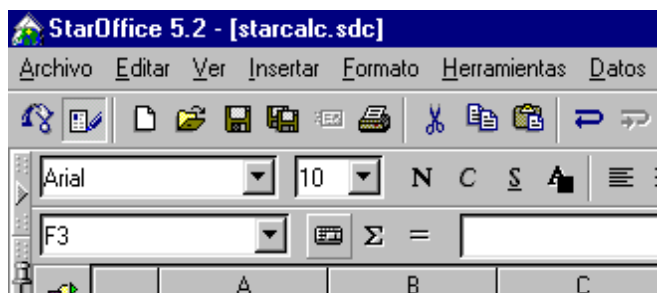 StarOffice 5.2 - [starcalc.sdc]
Archivo Editar Ver Insertar Formato Herramientas Datos
Arial 10 N C S A
F3 Σ =
A B C